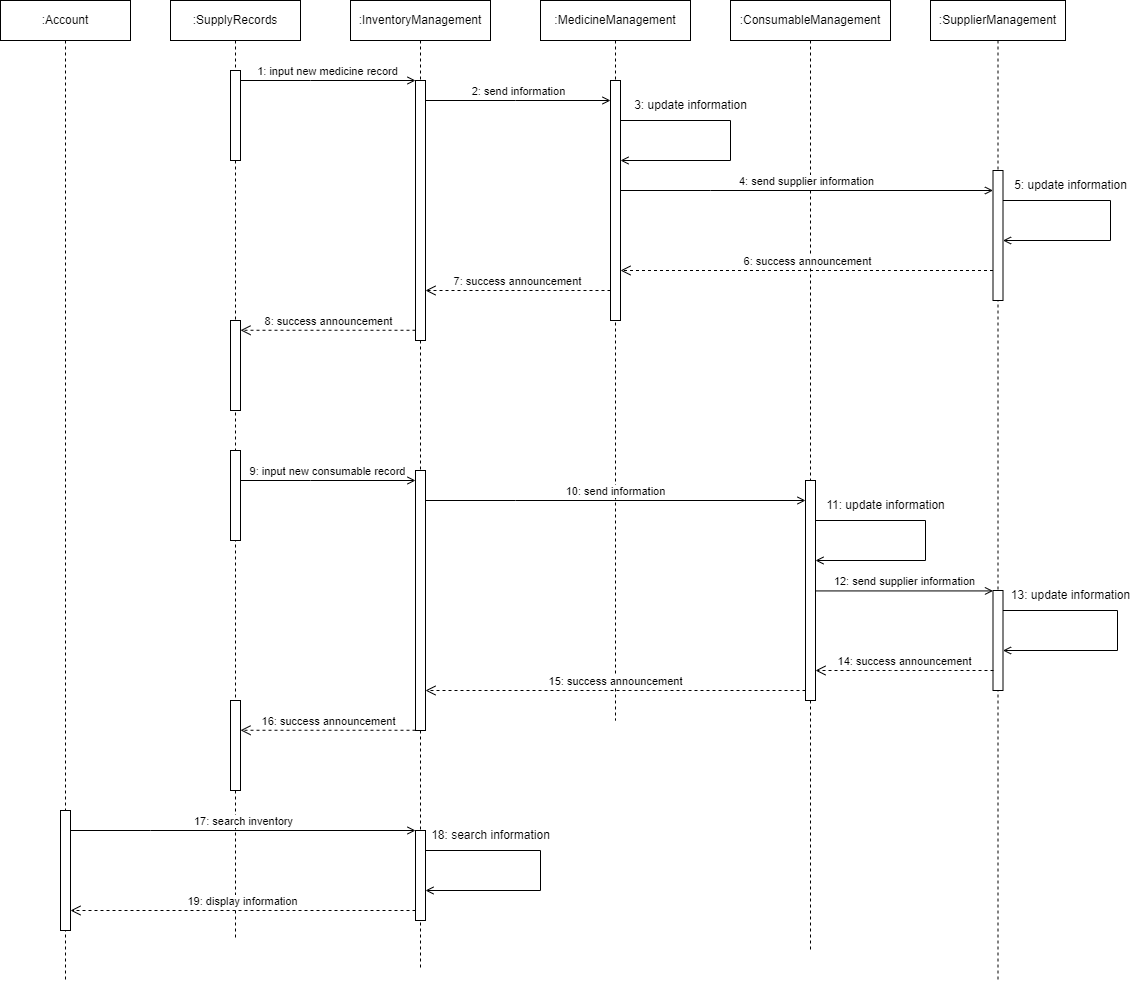 :Account
:SupplyRecords
:InventoryManagement
:MedicineManagement
:ConsumableManagement
:SupplierManagement
1: input new medicine record
2: send information
3: update information
4: send supplier information
5: update information
6: success announcement
7: success announcement
8: success announcement
9: input new consumable record
10: send information
11: update information
12: send supplier information
13: update information
14: success announcement
15: success announcement
16: success announcement
17: search inventory
18: search information
19: display information